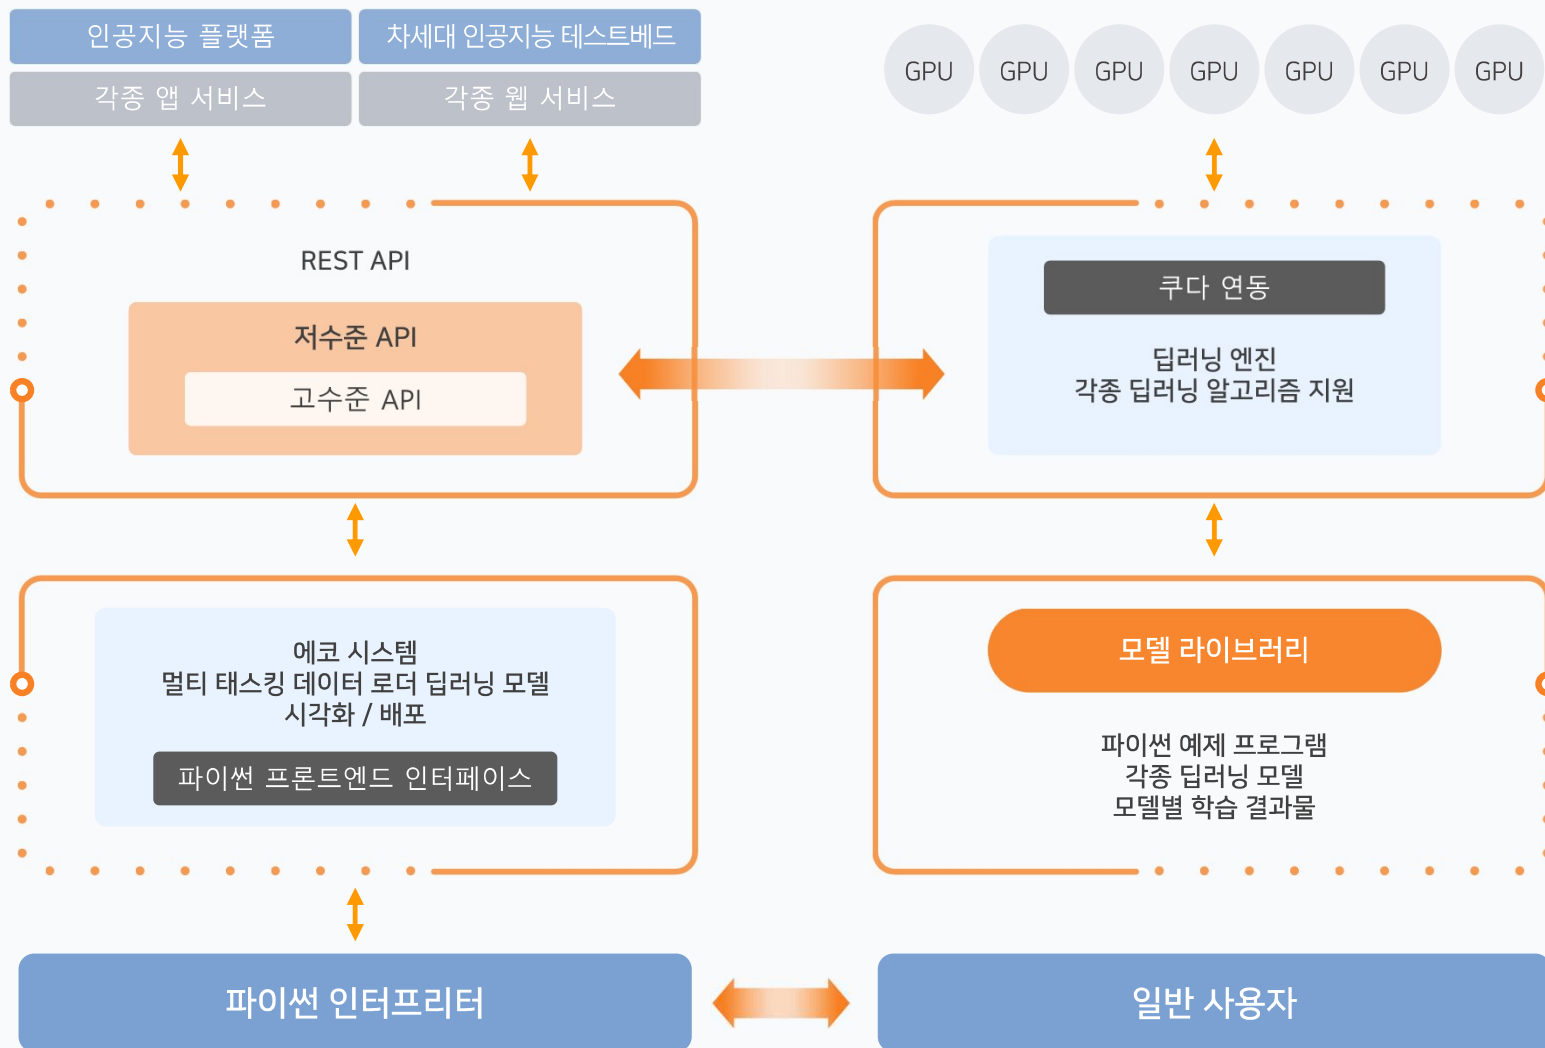 인공지능 플랫폼
차세대 인공지능 테스트베드
각종 앱 서비스
각종 웹 서비스
GPU
GPU
GPU
GPU
GPU
GPU
GPU
REST API
저수준 API
고수준 API
쿠다 연동
딥러닝 엔진
각종 딥러닝 알고리즘 지원
에코 시스템
멀티 태스킹 데이터 로더 딥러닝 모델
시각화 / 배포
파이썬 프론트엔드 인터페이스
모델 라이브러리
파이썬 예제 프로그램
각종 딥러닝 모델
모델별 학습 결과물
파이썬 인터프리터
일반 사용자